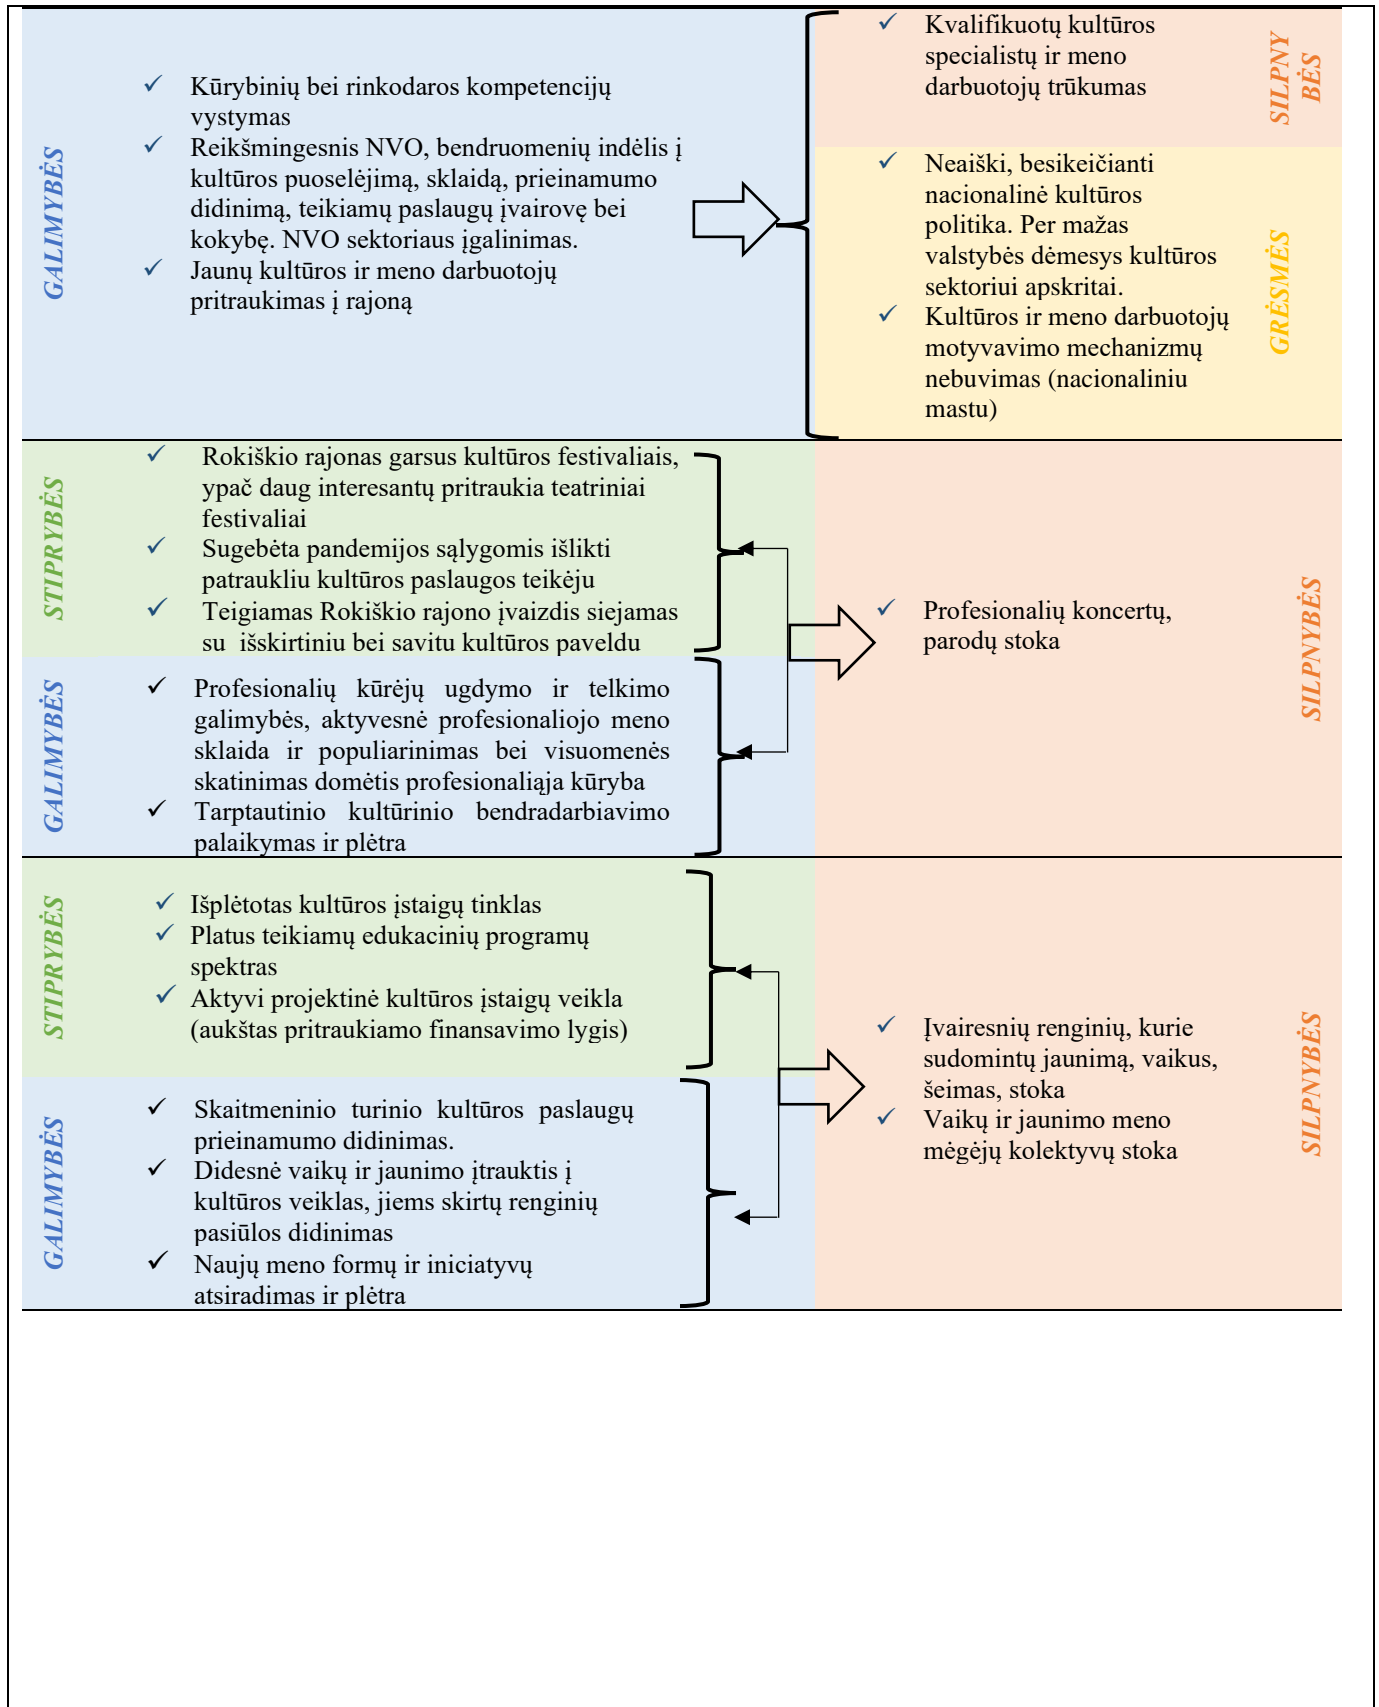 GALIMYBĖS
Kūrybinių bei rinkodaros kompetencijų
vystymas
Reikšmingesnis NVO, bendruomenių indėlis į
kultūros puoselėjimą, sklaidą, prieinamumo
didinimą, teikiamų paslaugų įvairovę bei
kokybę. NVO sektoriaus įgalinimas.
Jaunų kultūros ir meno darbuotojų
pritraukimas į rajoną
Kvalifikuotų kultūros
specialistų ir meno
darbuotojų trūkumas
SILPNY
BĖS
Neaiški, besikeičianti
nacionalinė kultūros
politika. Per mažas
valstybės dėmesys kultūros
sektoriui apskritai.
Kultūros ir meno darbuotojų
motyvavimo mechanizmų
nebuvimas (nacionaliniu
mastu)
GRĖSMĖS
STIPRYBĖS
Rokiškio rajonas garsus kultūros festivaliais,
ypač daug interesantų pritraukia teatriniai
festivaliai
Sugebėta pandemijos sąlygomis išlikti
patraukliu kultūros paslaugos teikėju
Teigiamas Rokiškio rajono įvaizdis siejamas
su išskirtiniu bei savitu kultūros paveldu
GALIMYBĖS
Profesionalių kūrėjų ugdymo ir telkimo
galimybės, aktyvesnė profesionaliojo meno
sklaida ir populiarinimas bei visuomenės
skatinimas domėtis profesionaliąja kūryba
Tarptautinio kultūrinio bendradarbiavimo
palaikymas ir plėtra
Profesionalių koncertų,
parodų stoka
SILPNYBĖS
STIPRYBĖS
Išplėtotas kultūros įstaigų tinklas
Platus teikiamų edukacinių programų
spektras
Aktyvi projektinė kultūros įstaigų veikla
(aukštas pritraukiamo finansavimo lygis)
GALIMYBĖS
Skaitmeninio turinio kultūros paslaugų
prieinamumo didinimas.
Didesnė vaikų ir jaunimo įtrauktis į
kultūros veiklas, jiems skirtų renginių
pasiūlos didinimas
Naujų meno formų ir iniciatyvų
atsiradimas ir plėtra
Įvairesnių renginių, kurie
sudomintų jaunimą, vaikus,
šeimas, stoka
Vaikų ir jaunimo meno
mėgėjų kolektyvų stoka
SILPNYBĖS